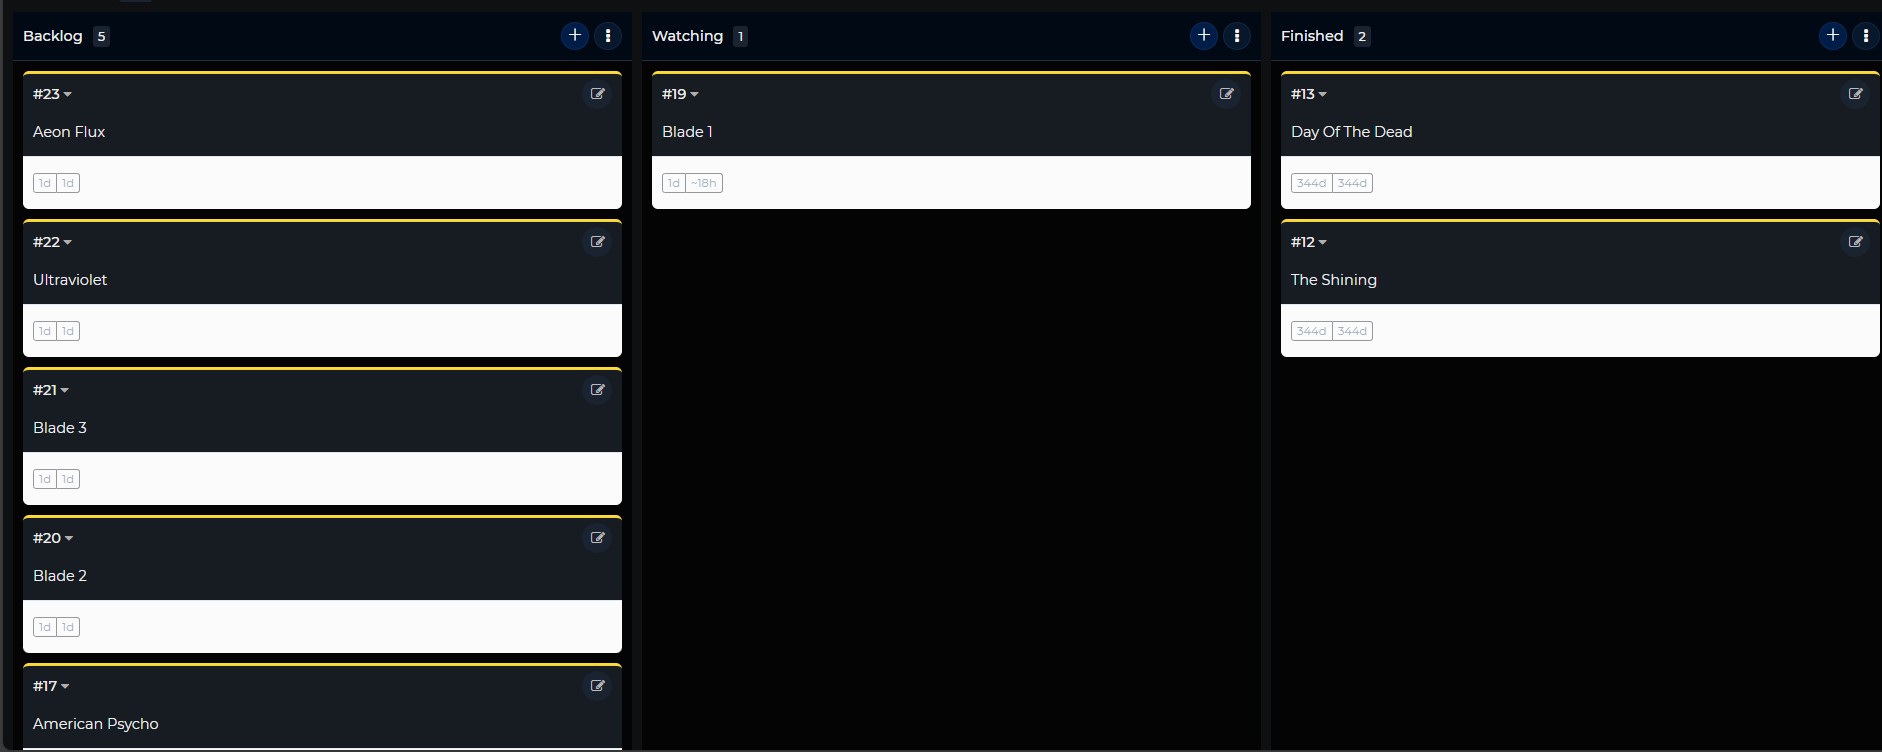 Backlog 5
#23
Aeon Flux
1d 1d
#22
Ultraviolet
1d 1d
#21
Blade 3
1d 1d
#20
Blade 2
1d 1d
#17
American Psycho
Watching 1
#19
Blade 1
1d ~18h
Finished 2
#13
Day Of The Dead
344d 344d
#12
The Shining
344d 344d